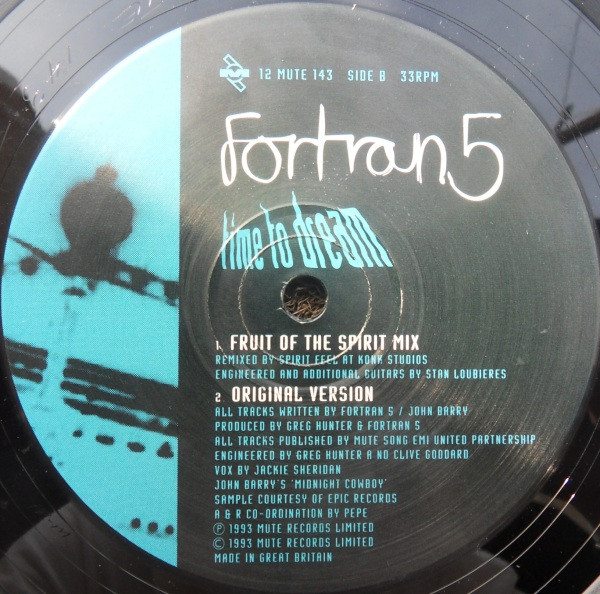 12 MUTE 143 SIDE B 33RPM
Fortran 5
time to dream
1. FRUIT OF THE SPIRIT MIX
REMIXED BY SPIRIT FEEL AT KONK STUDIOS
ENGINEERED AND ADDITIONAL GUITARS BY STAN LOUBIERES
2. ORIGINAL VERSION
ALL TRACKS WRITTEN BY FORTRAN 5 / JOHN BARRY
PRODUCED BY GREG HUNTER & FORTRAN 5
ALL TRACKS PUBLISHED BY MUTE SONG EMI UNITED PARTNERSHIP
ENGINEERED BY GREG HUNTER A ND CLIVE GODDARD
VOX BY JACKIE SHERIDAN
JOHN BARRY'S 'MIDNIGHT COWBOY'
SAMPLE COURTESY OF EPIC RECORDS
A & R CO-ORDINATION BY PEPE
℗ 1993 MUTE RECORDS LIMITED
© 1993 MUTE RECORDS LIMITED
MADE IN GREAT BRITAIN